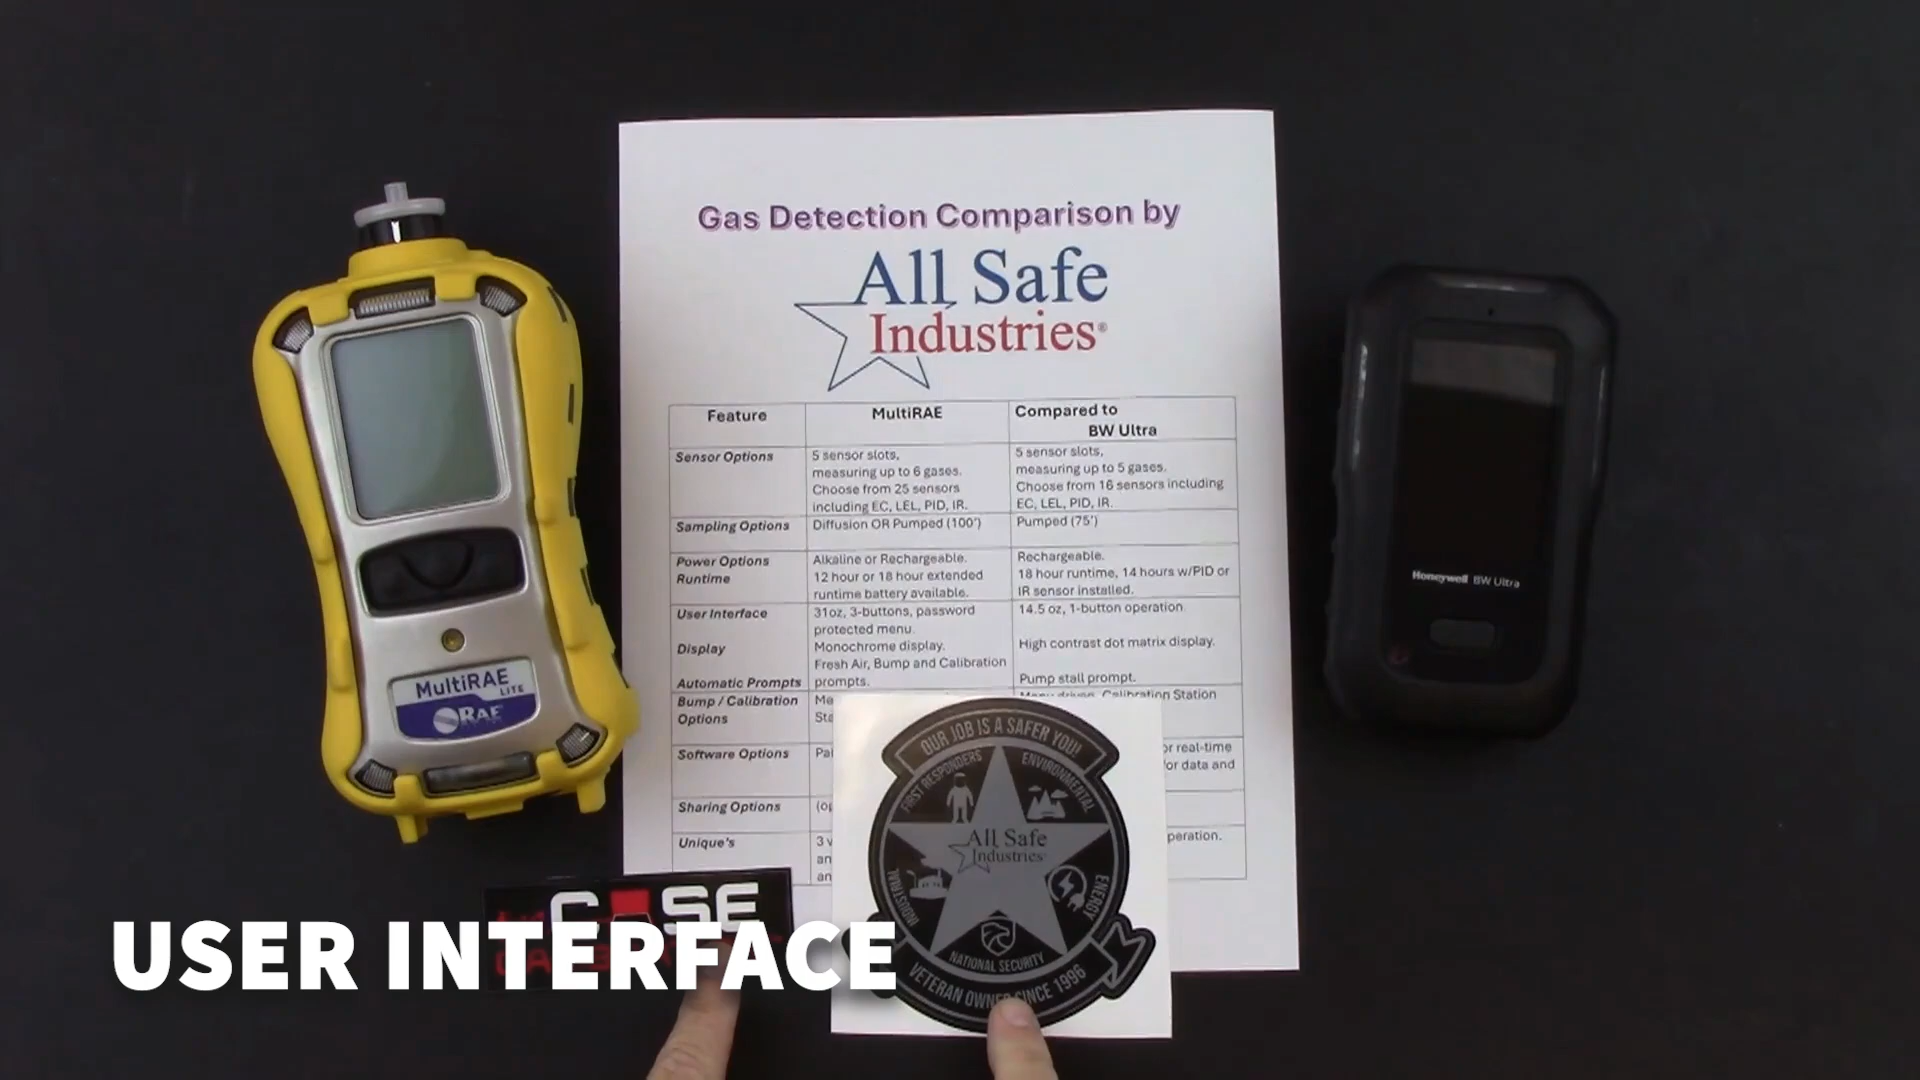 Gas Detection Comparison by
All Safe
Industries®
Feature MultiRAE Compared to
BW Ultra
Sensor Options 5 sensor slots, 5 sensor slots,
measuring up to 6 gases. measuring up to 5 gases.
Choose from 25 sensors Choose from 16 sensors including
including EC, LEL, PID, IR. EC, LEL, PID, IR.
Sampling Options Diffusion OR Pumped (100') Pumped (75')
Power Options Alkaline or Rechargeable. Rechargeable.
Runtime 12 hour or 18 hour extended 18 hour runtime, 14 hours w/PID or
runtime battery available. IR sensor installed.
User Interface 31oz, 3-buttons, password 14.5 oz, 1-button operation.
protected menu.
Display Monochrome display. High contrast dot matrix display.
Fresh Air, Bump and Calibration
Automatic Prompts prompts. Pump stall prompt.
Bump / Calibration Calibration Station
Options
Software Options or real-time
for data and
Sharing Options
Unique's 3
MultiRAE
LITE
RAE
Honeywell BW Ultra
OUR JOB IS A SAFER YOU!
FIRST RESPONDERS
ENVIRONMENTAL
All Safe
Industries
INDUSTRIAL
ENERGY
NATIONAL SECURITY
VETERAN OWNED SINCE 1996
USER INTERFACE